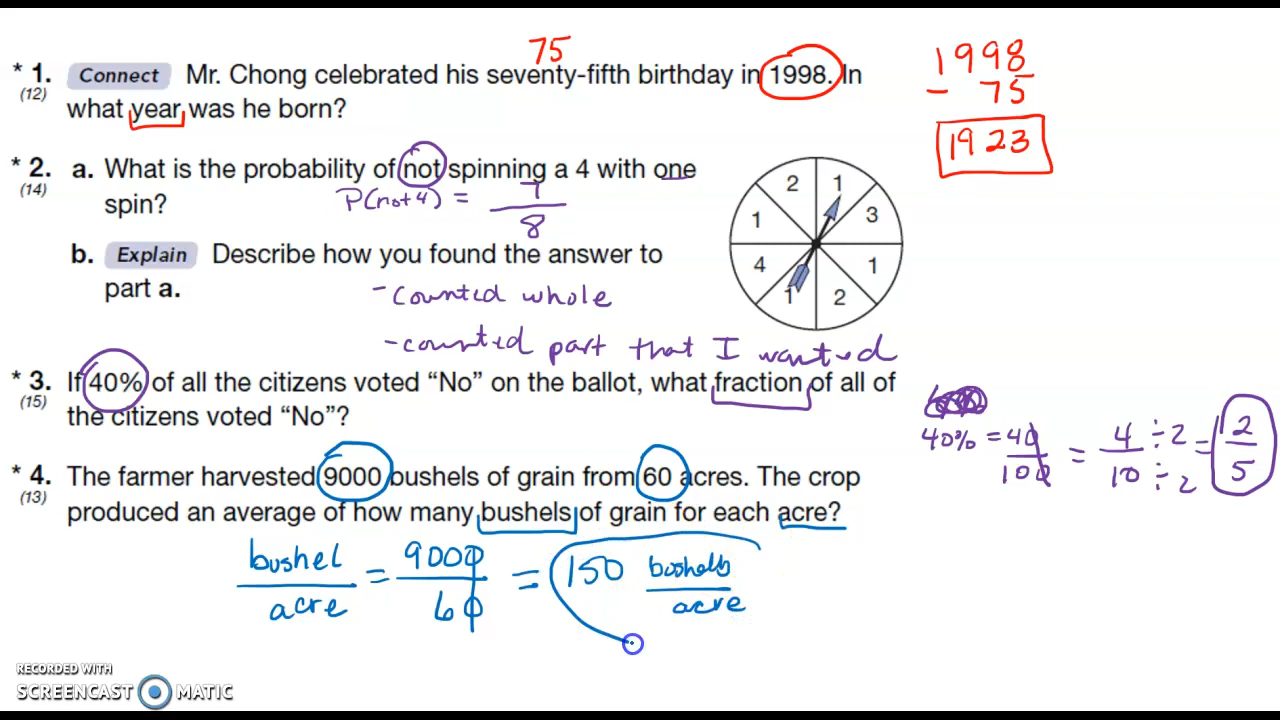 75
* 1. Connect Mr. Chong celebrated his seventy-fifth birthday in 1998. In
(12) what year was he born?
1998
- 75
1923
* 2. a. What is the probability of not spinning a 4 with one
(14) spin?
P(not 4) = 7
8
2 1
1 3
4 1
1 2
b. Explain Describe how you found the answer to
part a.
- counted whole
- counted part that I wanted
* 3. If 40% of all the citizens voted “No” on the ballot, what fraction of all of
(15) the citizens voted “No”?
40% = 40 = 4 ÷ 2 = 2
100 10 ÷ 2 5
* 4. The farmer harvested 9000 bushels of grain from 60 acres. The crop
(13) produced an average of how many bushels of grain for each acre?
bushel = 9000 = 150 bushels
acre 60 acre
RECORDED WITH
SCREENCAST MATIC